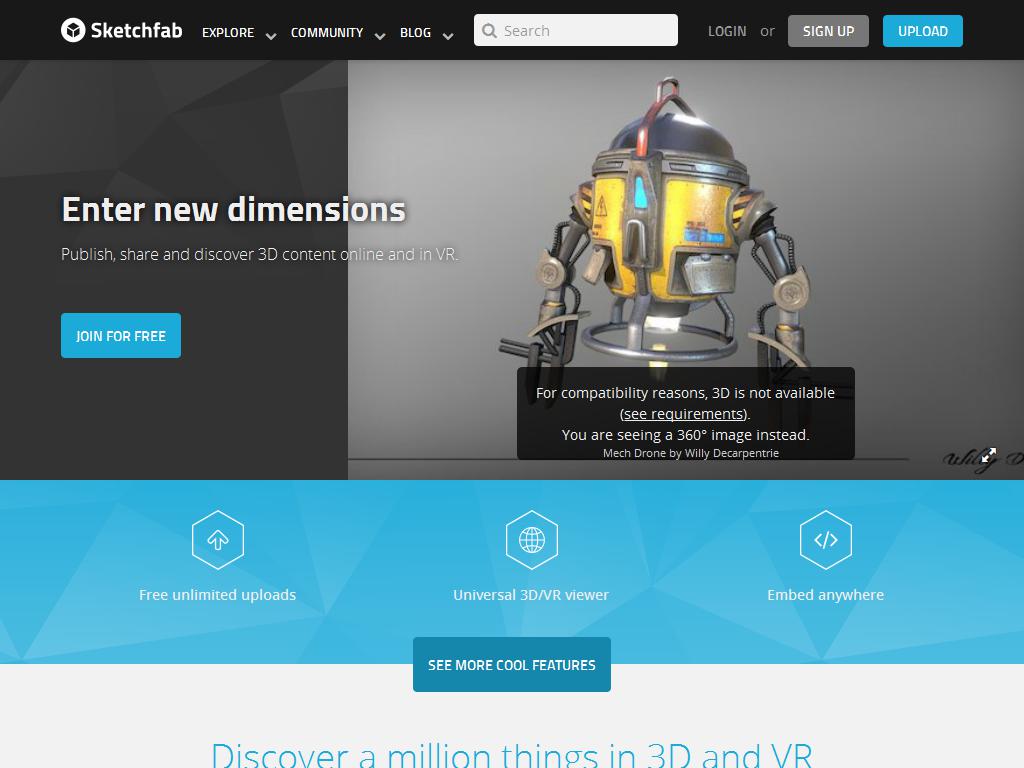 Sketchfab
EXPLORE
COMMUNITY
BLOG
Search
LOGIN or
SIGN UP
UPLOAD
Enter new dimensions
Publish, share and discover 3D content online and in VR.
JOIN FOR FREE
For compatibility reasons, 3D is not available
(see requirements).
You are seeing a 360° image instead.
Mech Drone by Willy Decarpentrie
Willy D
Free unlimited uploads
Universal 3D/VR viewer
Embed anywhere
SEE MORE COOL FEATURES
Discover a million things in 3D and VR